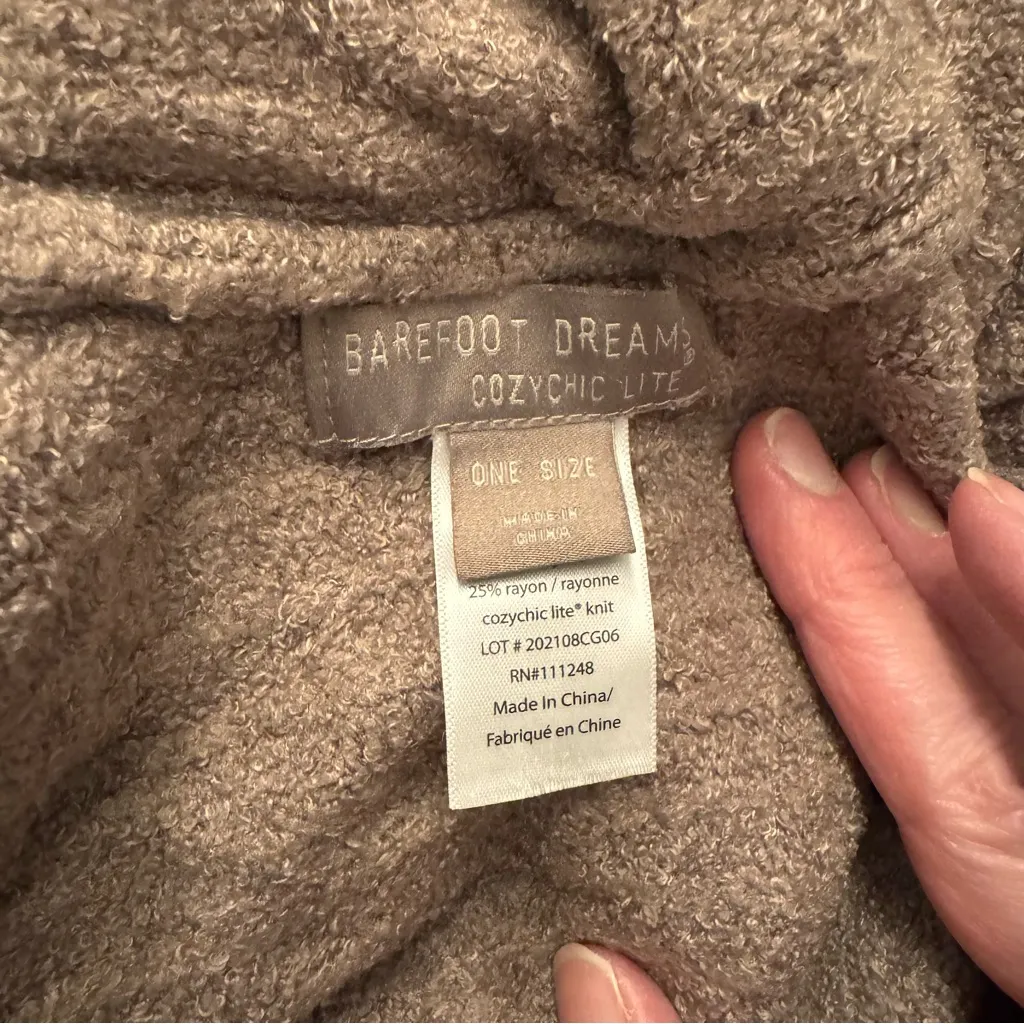 BAREFOOT DREAMS®
COZYCHIC LITE
ONE SIZE
MADE IN
CHINA
25% rayon / rayonne
cozychic lite® knit
LOT # 202108CG06
RN#111248
Made In China/
Fabriqué en Chine